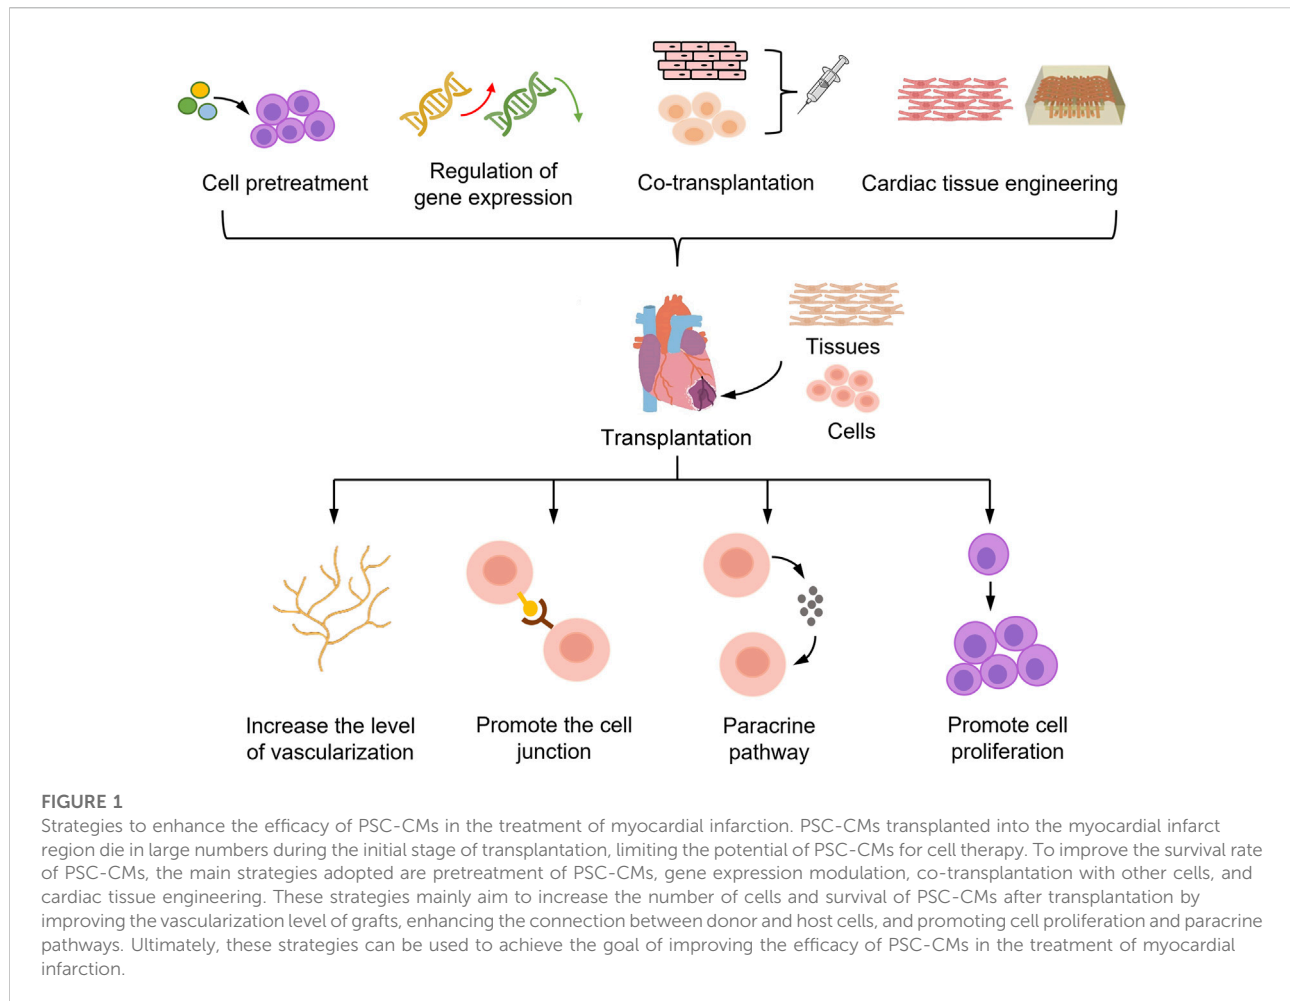 Cell pretreatment
Regulation of
gene expression
Co-transplantation
Cardiac tissue engineering
Tissues
Cells
Transplantation
Increase the level
of vascularization
Promote the cell
junction
Paracrine
pathway
Promote cell
proliferation
FIGURE 1
Strategies to enhance the efficacy of PSC-CMs in the treatment of myocardial infarction. PSC-CMs transplanted into the myocardial infarct
region die in large numbers during the initial stage of transplantation, limiting the potential of PSC-CMs for cell therapy. To improve the survival rate
of PSC-CMs, the main strategies adopted are pretreatment of PSC-CMs, gene expression modulation, co-transplantation with other cells, and
cardiac tissue engineering. These strategies mainly aim to increase the number of cells and survival of PSC-CMs after transplantation by
improving the vascularization level of grafts, enhancing the connection between donor and host cells, and promoting cell proliferation and paracrine
pathways. Ultimately, these strategies can be used to achieve the goal of improving the efficacy of PSC-CMs in the treatment of myocardial
infarction.